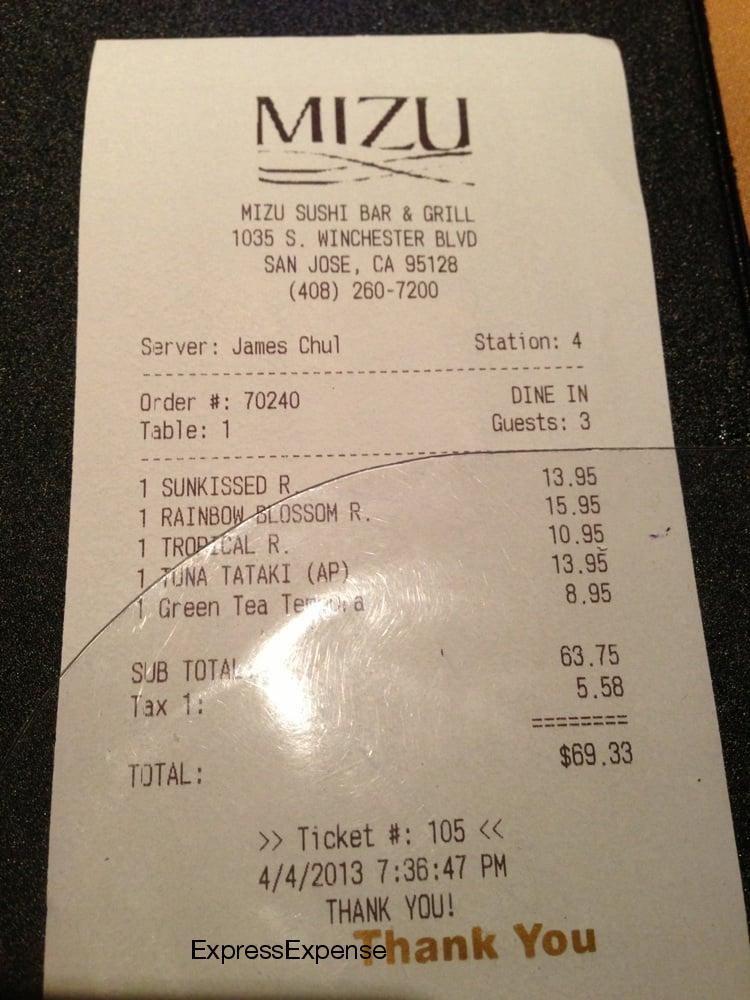 MIZU
MIZU SUSHI BAR & GRILL
1035 S. WINCHESTER BLVD
SAN JOSE, CA 95128
(408) 260-7200
Server: James Chul Station: 4
Order #: 70240 DINE IN
Table: 1 Guests: 3
1 SUNKISSED R. 13.95
1 RAINBOW BLOSSOM R. 15.95
1 TROPICAL R. 10.95
1 TUNA TATAKI (AP) 13.95
1 Green Tea Tempura 8.95
SUB TOTAL 63.75
Tax 1: 5.58
========
TOTAL: $69.33
>> Ticket #: 105 <<
4/4/2013 7:36:47 PM
THANK YOU!
Thank You
ExpressExpense